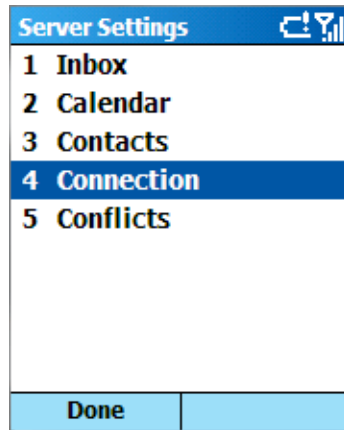 Server Settings
1 Inbox
2 Calendar
3 Contacts
4 Connection
5 Conflicts
Done